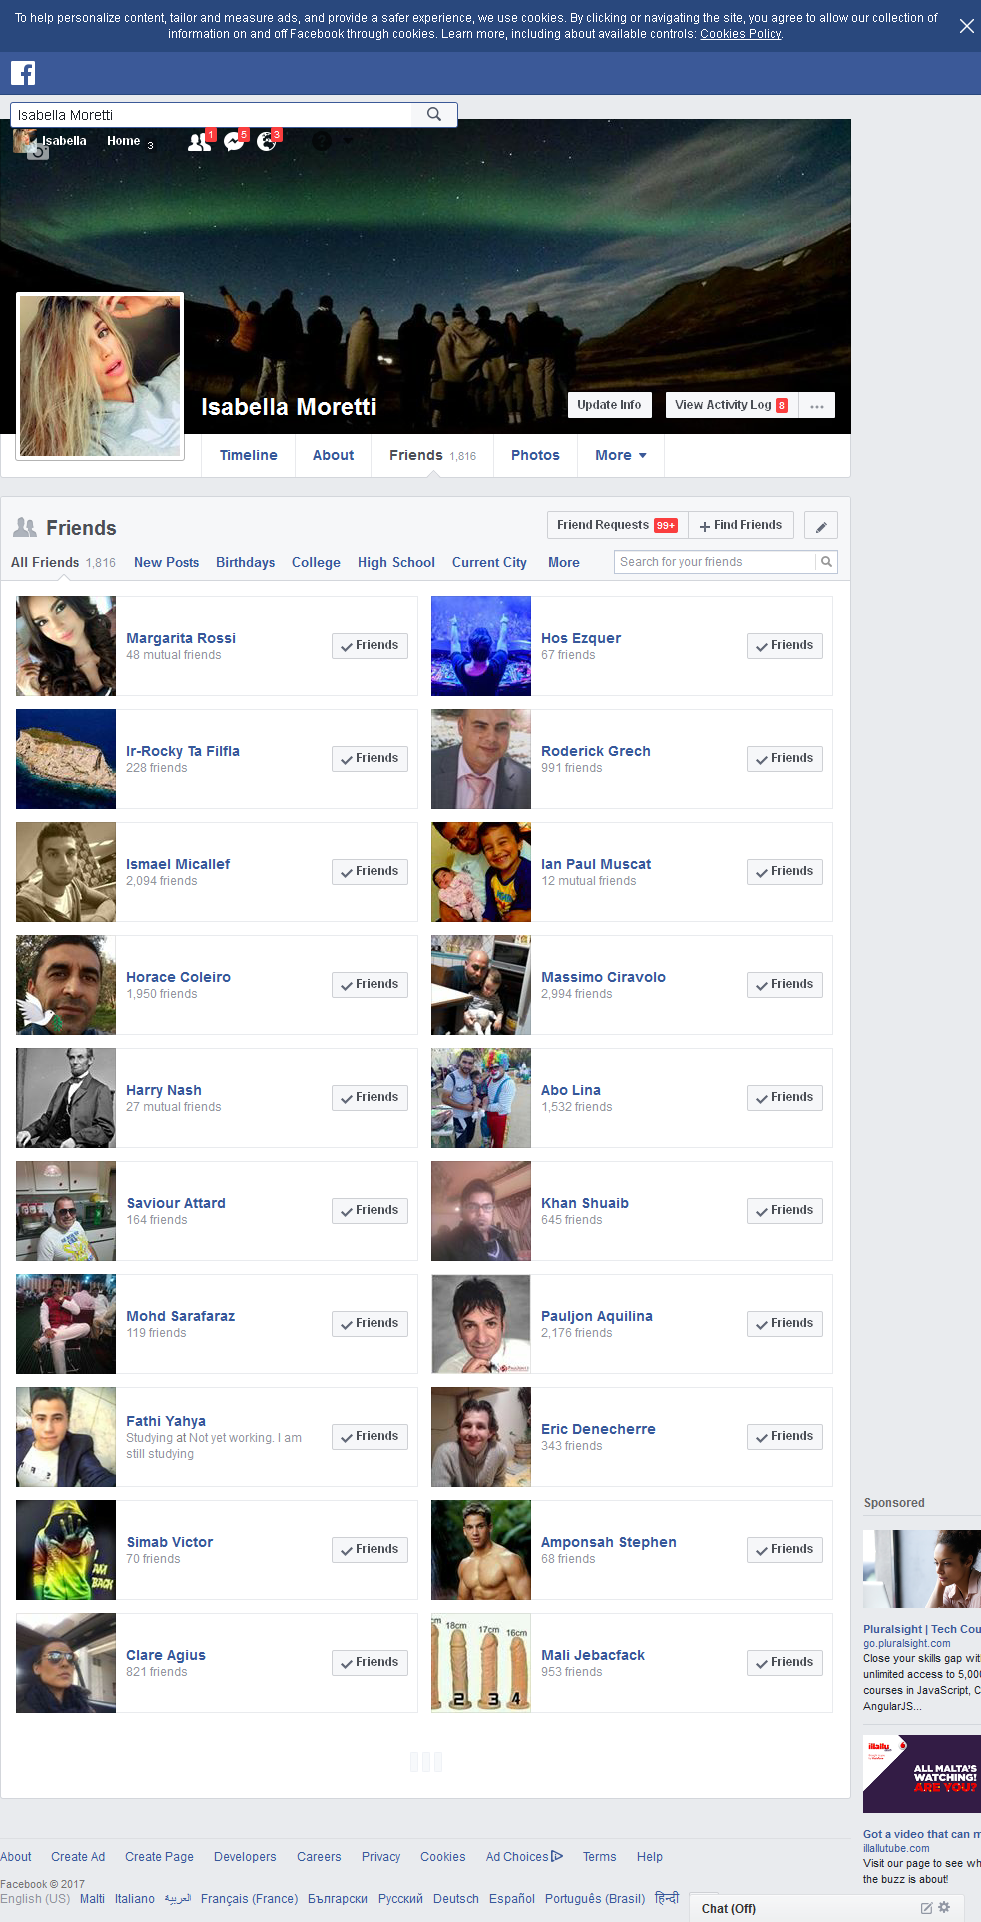 To help personalize content, tailor and measure ads, and provide a safer experience, we use cookies. By clicking or navigating the site, you agree to allow our collection of
information on and off Facebook through cookies. Learn more, including about available controls: Cookies Policy.
Isabella Moretti
Isabella Home 3 1 5 3
Isabella Moretti
Update Info View Activity Log 8 ...
Timeline About Friends 1,816 Photos More
Friends
Friend Requests 99+ + Find Friends
All Friends 1,816 New Posts Birthdays College High School Current City More Search for your friends
Margarita Rossi
48 mutual friends
Friends
Hos Ezquer
67 friends
Friends
Ir-Rocky Ta Filfla
228 friends
Friends
Roderick Grech
991 friends
Friends
Ismael Micallef
2,094 friends
Friends
Ian Paul Muscat
12 mutual friends
Friends
Horace Coleiro
1,950 friends
Friends
Massimo Ciravolo
2,994 friends
Friends
Harry Nash
27 mutual friends
Friends
Abo Lina
1,532 friends
Friends
Saviour Attard
164 friends
Friends
Khan Shuaib
645 friends
Friends
Mohd Sarafaraz
119 friends
Friends
Pauljon Aquilina
2,176 friends
Friends
Fathi Yahya
Studying at Not yet working. I am
still studying
Friends
Eric Denecherre
343 friends
Friends
Simab Victor
70 friends
Friends
I
AM
BACK
Amponsah Stephen
68 friends
Friends
Clare Agius
821 friends
Friends
cm 18cm 17cm 16cm
2 3 4
Mali Jebacfack
953 friends
Friends
Sponsored
Pluralsight | Tech Cou
go.pluralsight.com
Close your skills gap wit
unlimited access to 5,00
courses in JavaScript, C
AngularJS...
illallu
ALL MALTA'S
WATCHING!
ARE YOU?
Got a video that can m
illallutube.com
Visit our page to see wh
the buzz is about!
About Create Ad Create Page Developers Careers Privacy Cookies Ad Choices Terms Help
Facebook © 2017
English (US) Malti Italiano العربية Français (France) Български Русский Deutsch Español Português (Brasil) हिन्दी
Chat (Off)